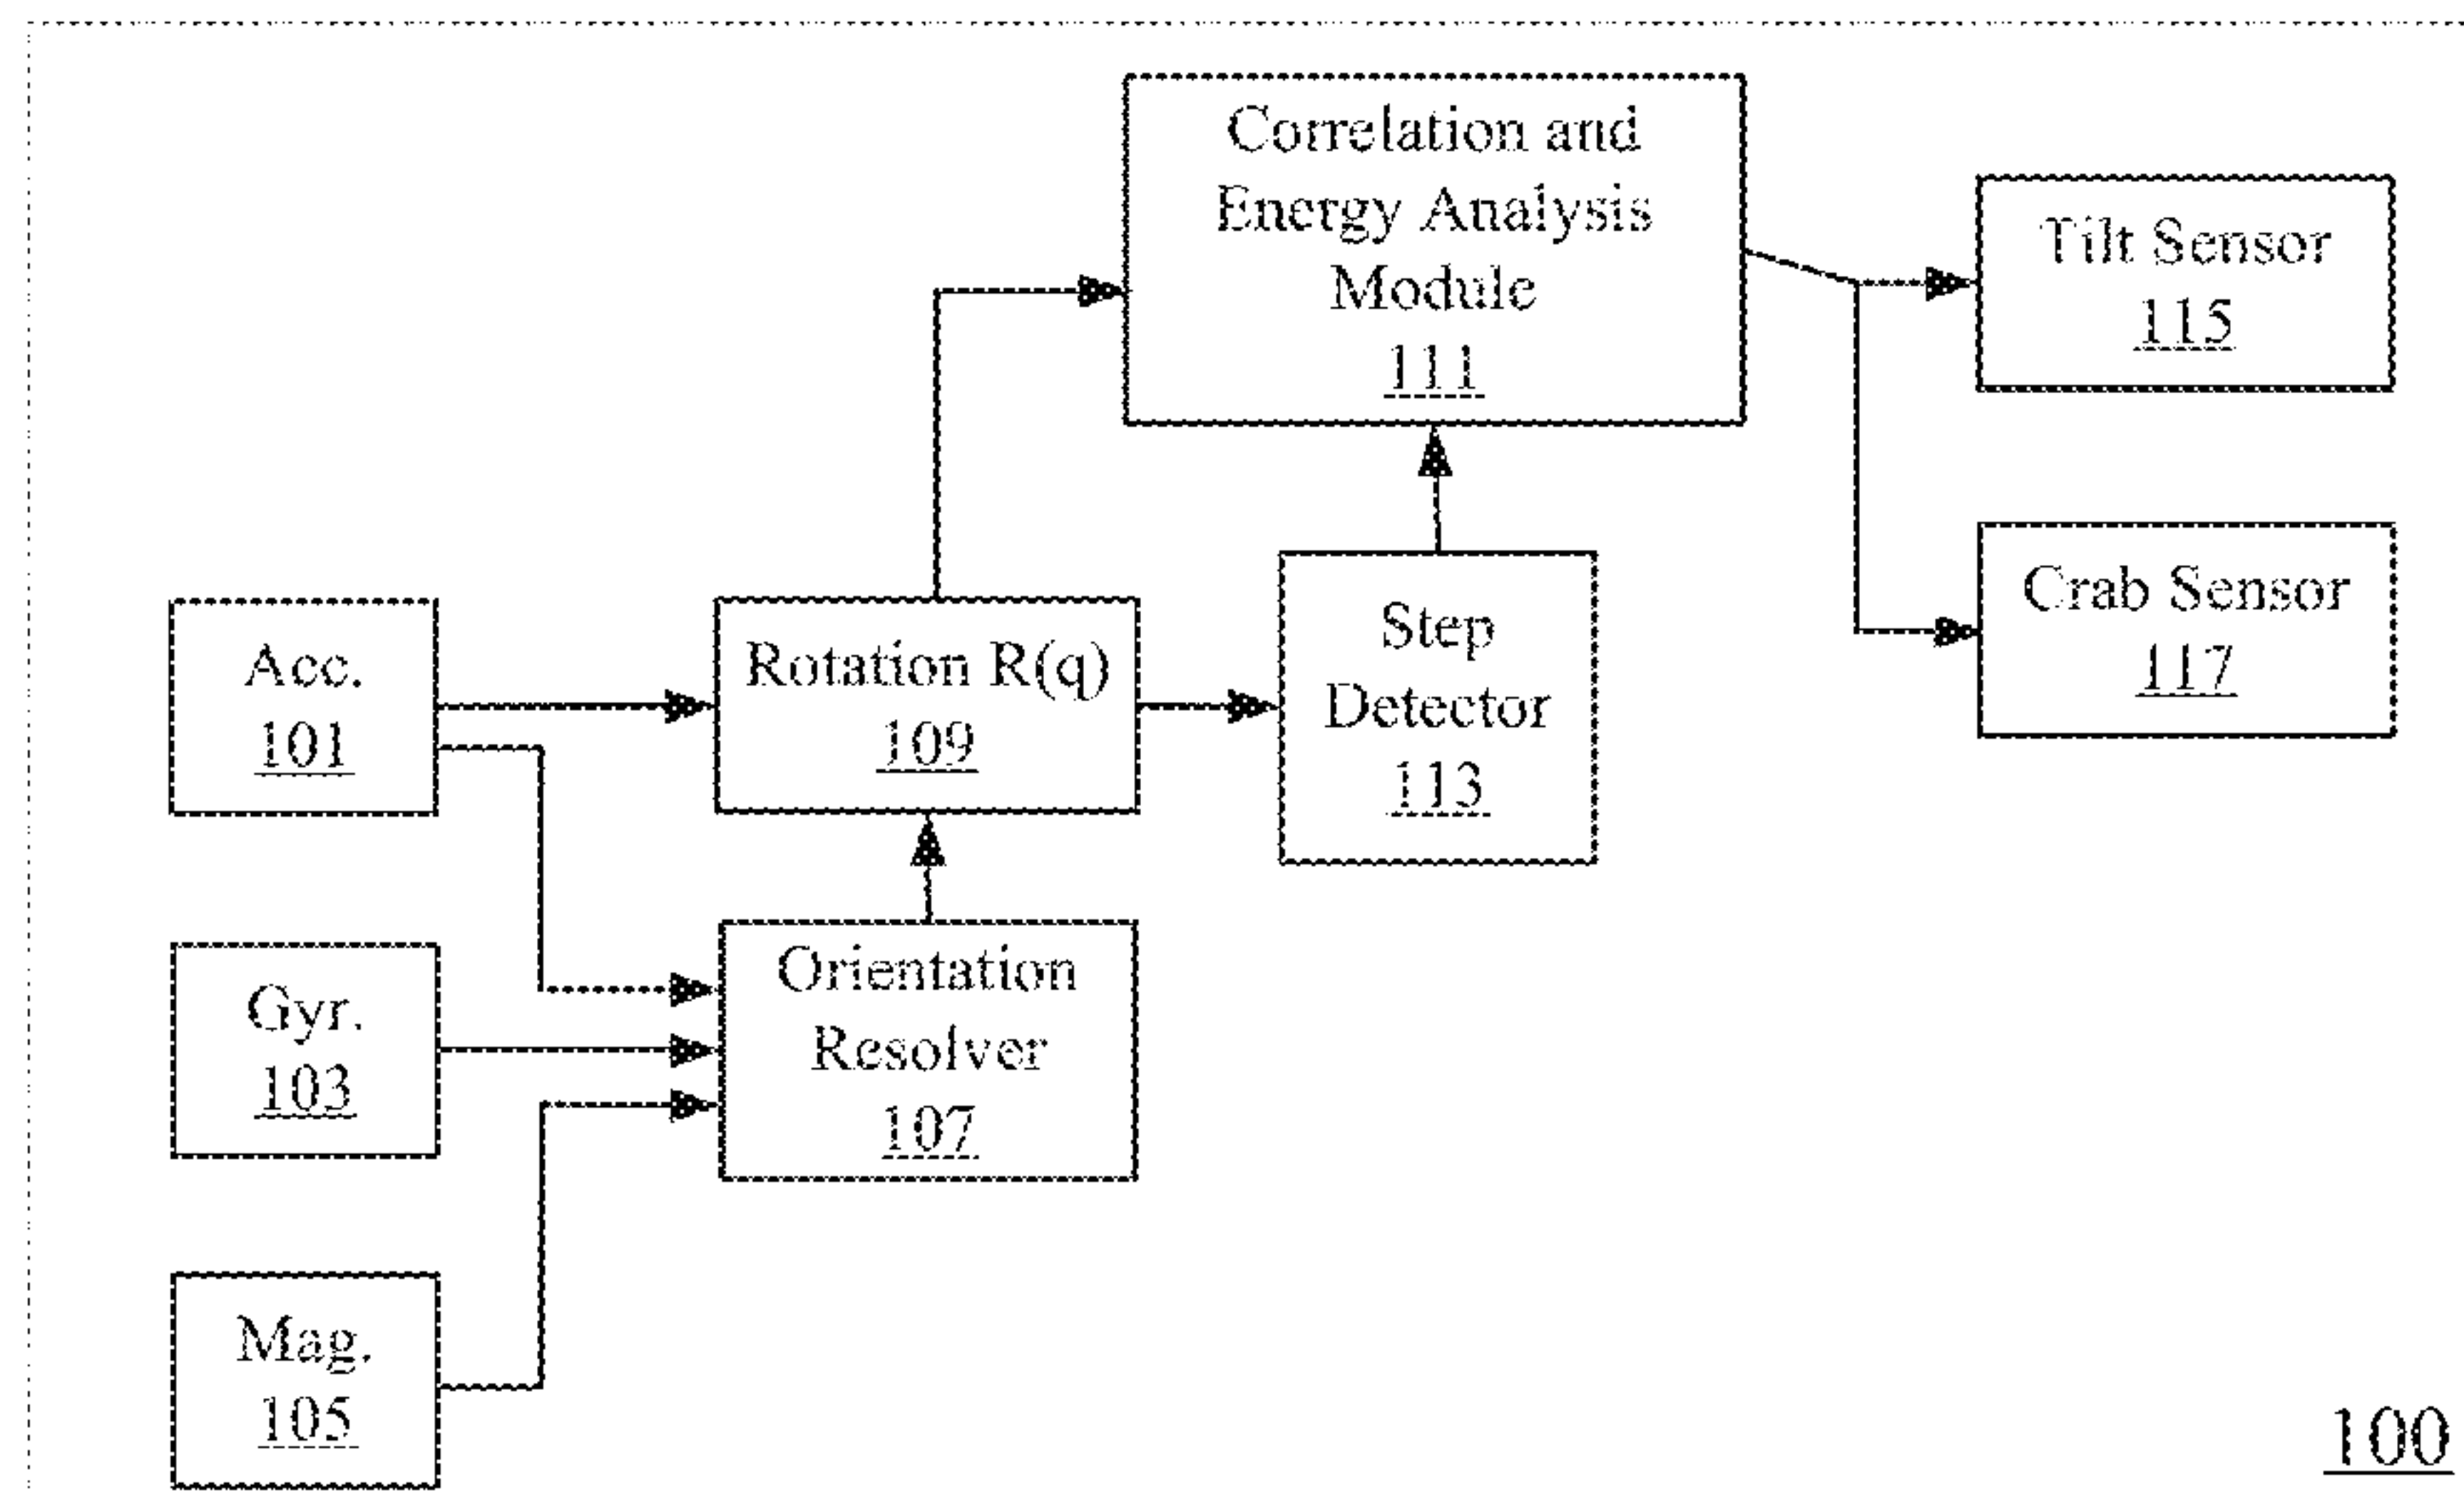 Correlation and
Energy Analysis
Module
111
Tilt Sensor
115
Crab Sensor
117
Acc.
101
Rotation R(q)
109
Step
Detector
113
Gyr.
103
Orientation
Resolver
107
Mag.
105
100